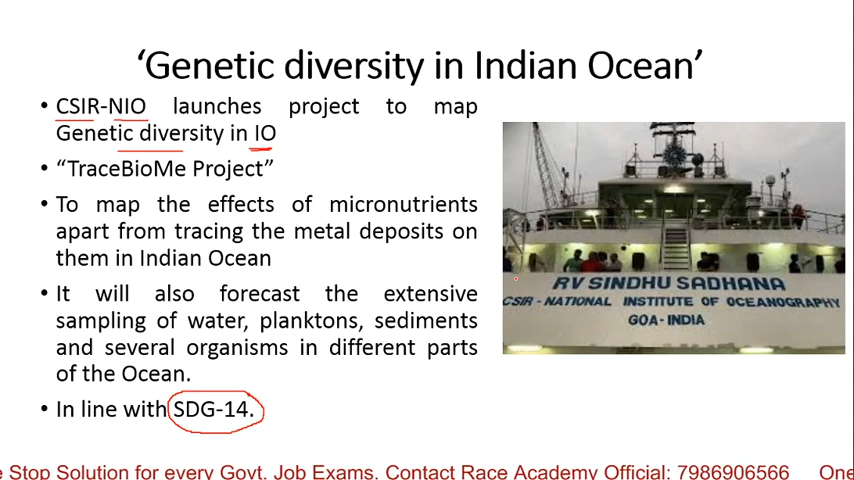 ‘Genetic diversity in Indian Ocean’
• CSIR-NIO launches project to map
Genetic diversity in IO
• “TraceBioMe Project”
• To map the effects of micronutrients
apart from tracing the metal deposits on
them in Indian Ocean
• It will also forecast the extensive
sampling of water, planktons, sediments
and several organisms in different parts
of the Ocean.
• In line with SDG-14.
RV SINDHU SADHANA
CSIR - NATIONAL INSTITUTE OF OCEANOGRAPHY
GOA - INDIA
e Stop Solution for every Govt. Job Exams. Contact Race Academy Official: 7986906566 One